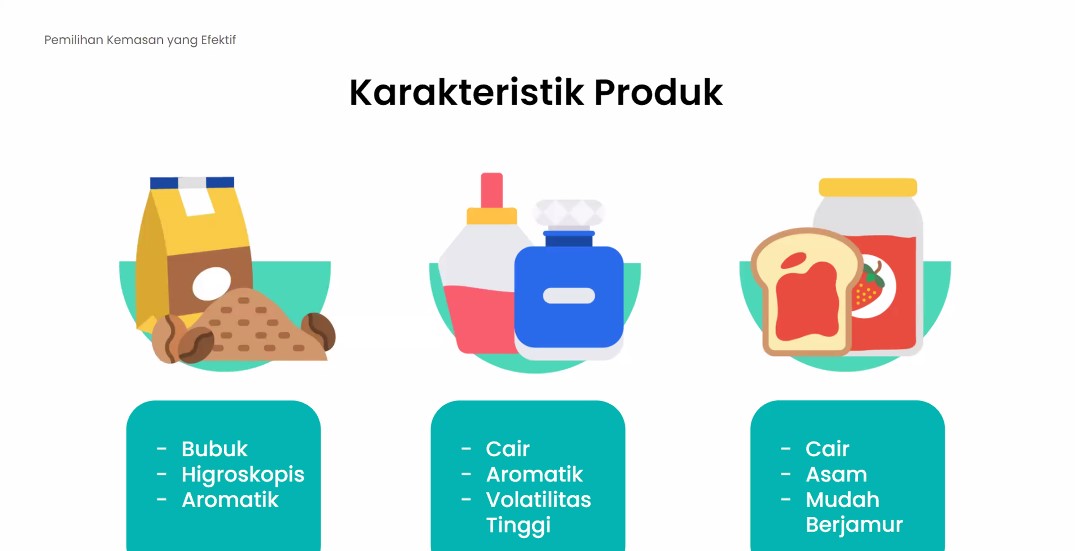 Pemilihan Kemasan yang Efektif
Karakteristik Produk
- Bubuk
- Higroskopis
- Aromatik
- Cair
- Aromatik
- Volatilitas
Tinggi
- Cair
- Asam
- Mudah
Berjamur